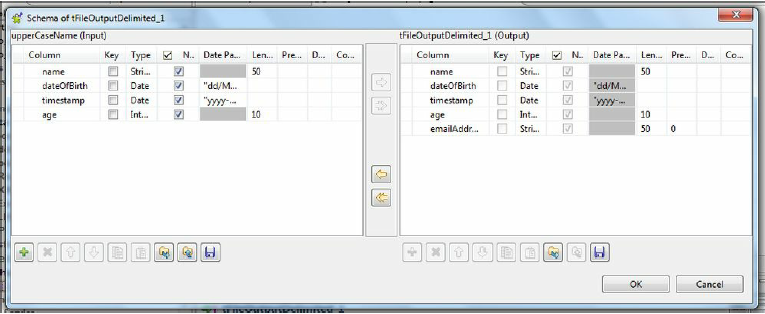 Schema of tFileOutputDelimited_1
upperCaseName (Input)
Column Key Type N.. Date Pa... Len... Pre... D... Co...
name Stri... 50
dateOfBirth Date "dd/M...
timestamp Date "yyyy-...
age Int... 10
tFileOutputDelimited_1 (Output)
Column Key Type N.. Date Pa... Len... Pre... D... Co...
name Stri... 50
dateOfBirth Date "dd/M...
timestamp Date "yyyy-...
age Int... 10
emailAddr... Stri... 50 0
OK Cancel